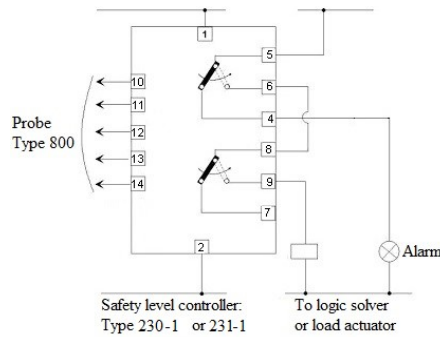 1
5
10
6
11
Probe
Type 800
12
4
13
8
14
9
7
2
Alarm
Safety level controller:
Type 230-1 or 231-1
To logic solver
or load actuator